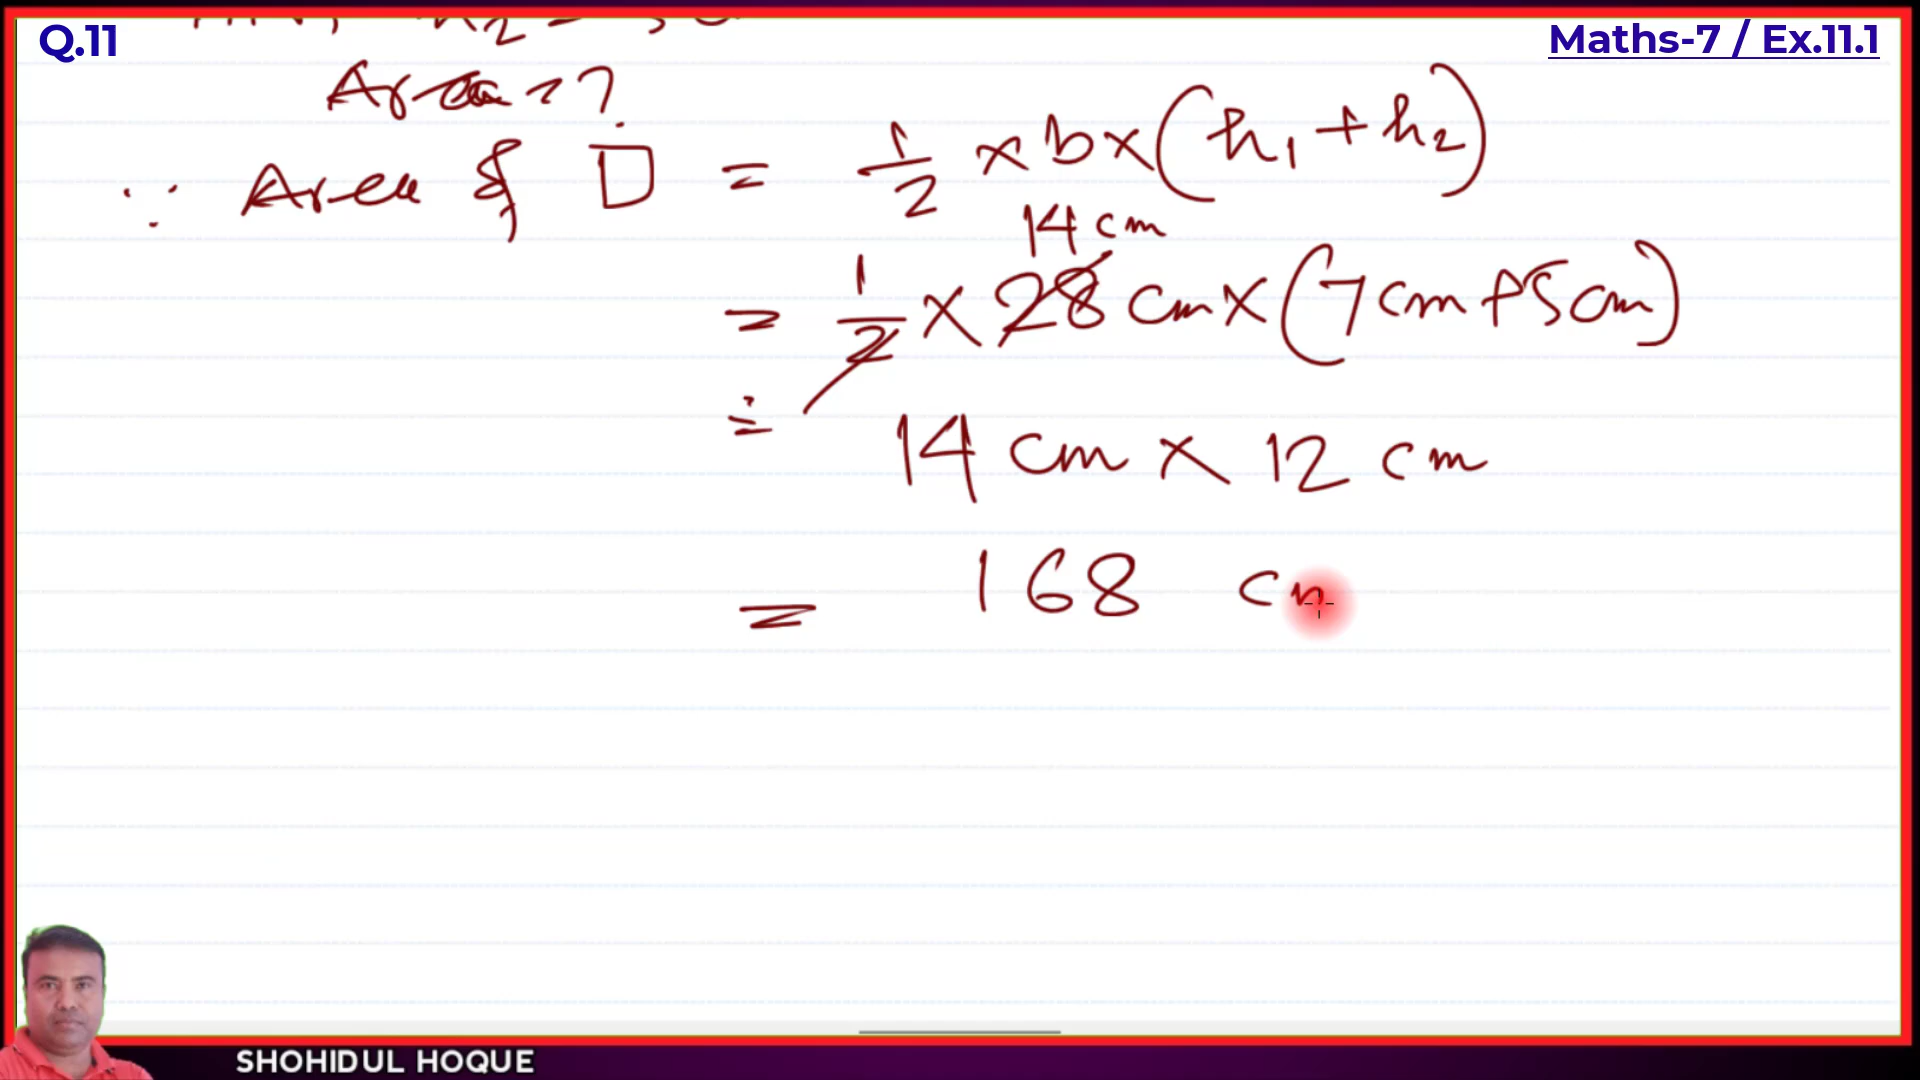 Q.11
Maths-7 / Ex.11.1
h₂ =
Area = ?
∵ Area of □ = 1/2 × b × (h₁ + h₂)
14 cm
= 1/2 × 28 cm × (7 cm + 5 cm)
= 14 cm × 12 cm
= 168 cm
SHOHIDUL HOQUE